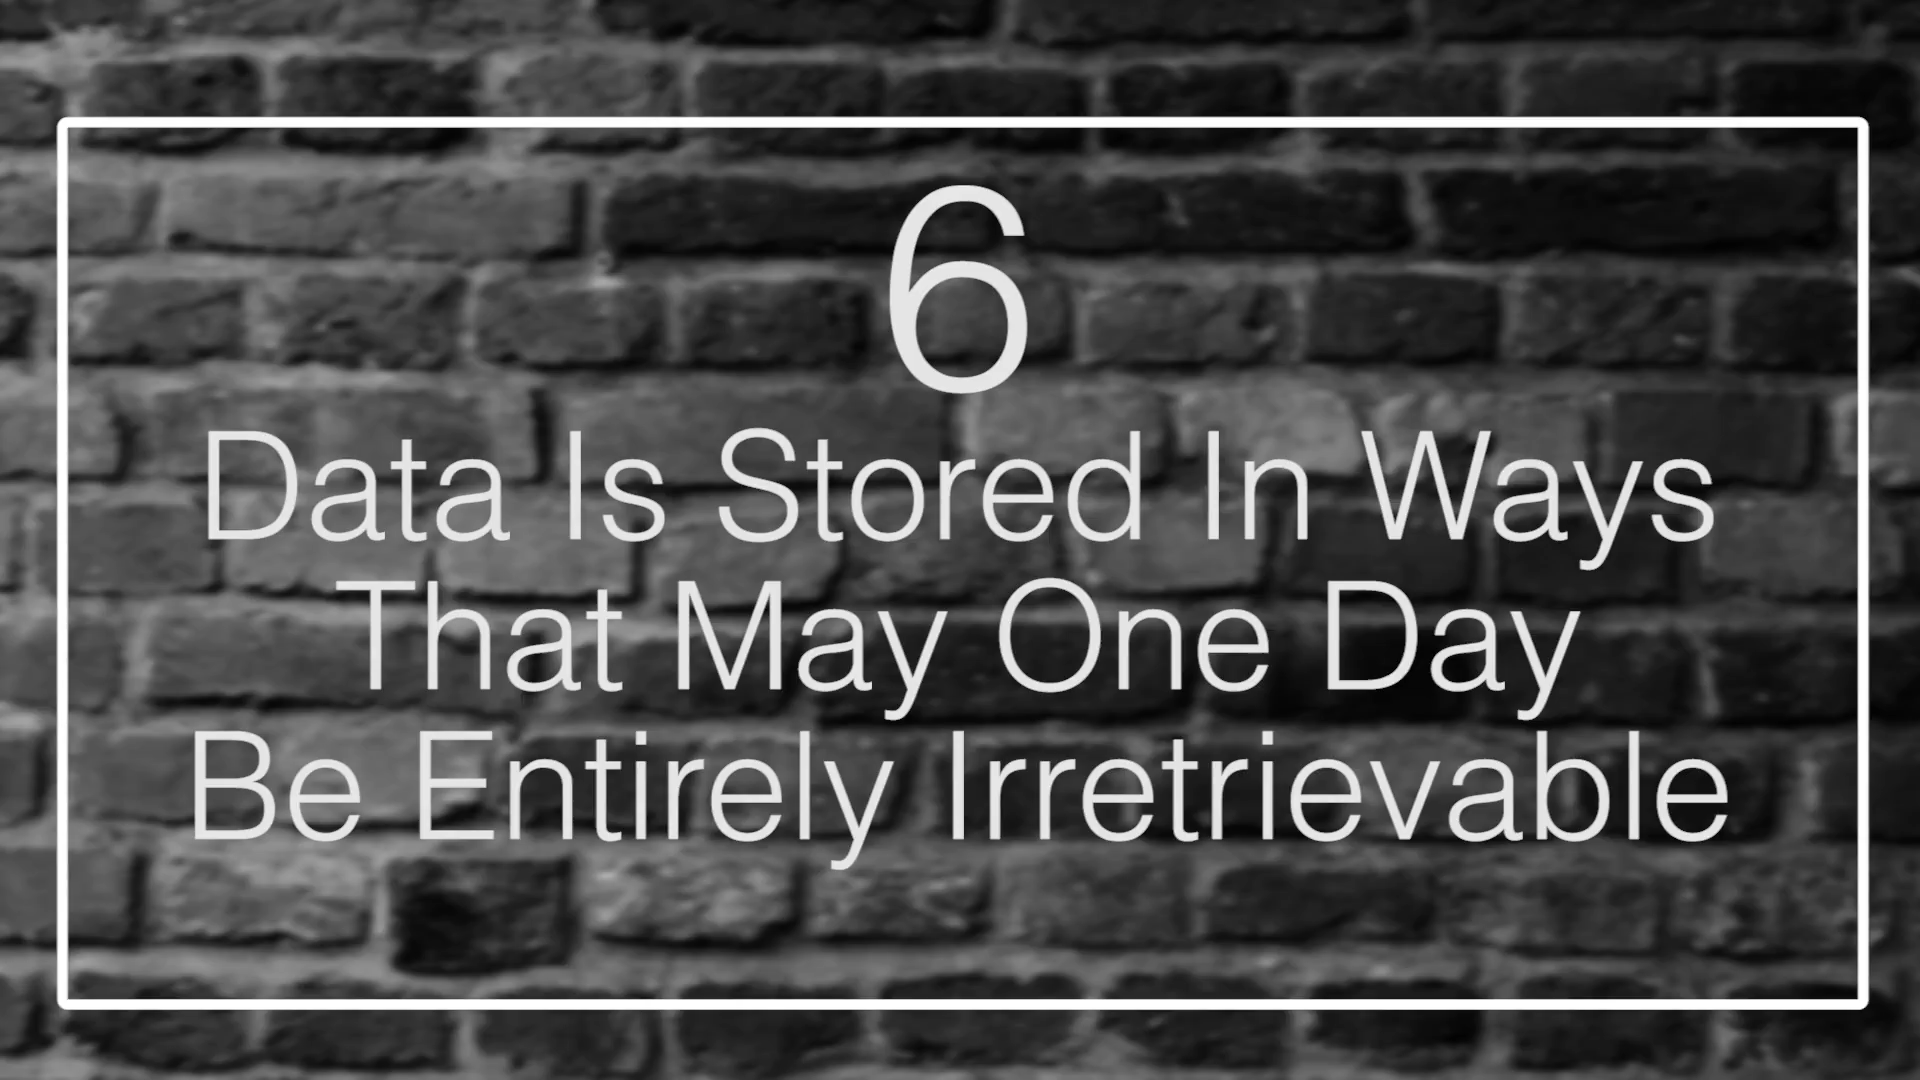 6
Data Is Stored In Ways
That May One Day
Be Entirely Irretrievable